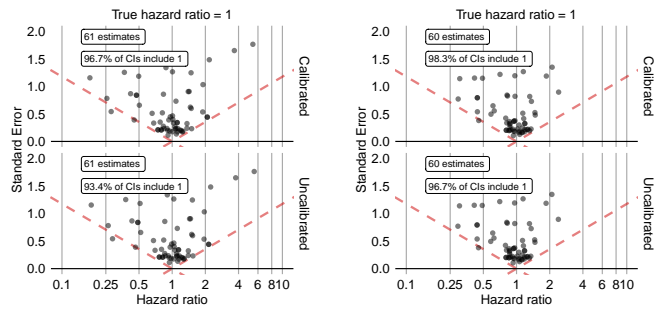 True hazard ratio = 1
True hazard ratio = 1
2.0
61 estimates
2.0
60 estimates
96.7% of CIs include 1
98.3% of CIs include 1
1.5
1.5
Calibrated
Calibrated
1.0
1.0
0.5
0.5
0.0
0.0
Standard Error
Standard Error
2.0
61 estimates
2.0
60 estimates
93.4% of CIs include 1
96.7% of CIs include 1
1.5
1.5
Uncalibrated
Uncalibrated
1.0
1.0
0.5
0.5
0.0
0.0
0.1 0.25 0.5 1 2 4 6 8 10
0.1 0.25 0.5 1 2 4 6 8 10
Hazard ratio
Hazard ratio